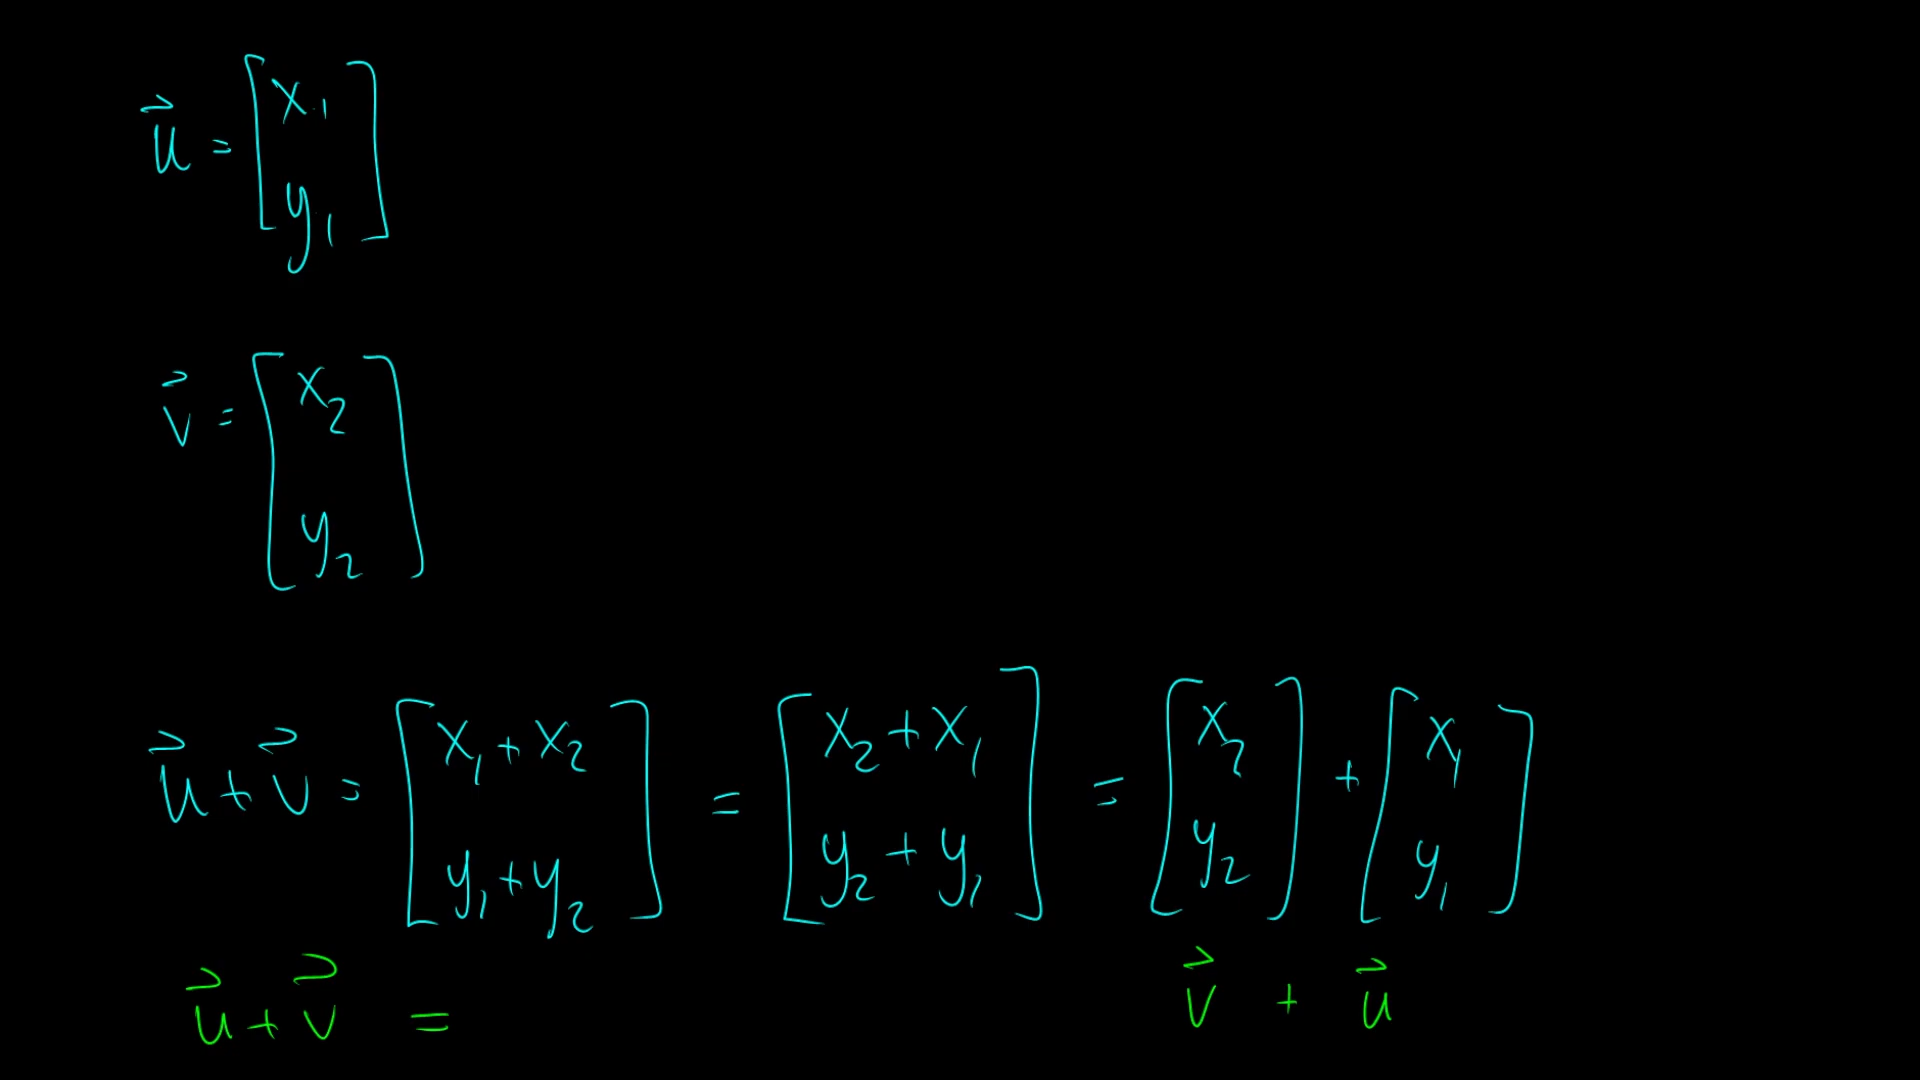 u⃗ = [x₁ y₁]
v⃗ = [x₂ y₂]
u⃗ + v⃗ = [x₁ + x₂ y₁ + y₂] = [x₂ + x₁ y₂ + y₁] = [x₂ y₂] + [x₁ y₁]
u⃗ + v⃗ = v⃗ + u⃗